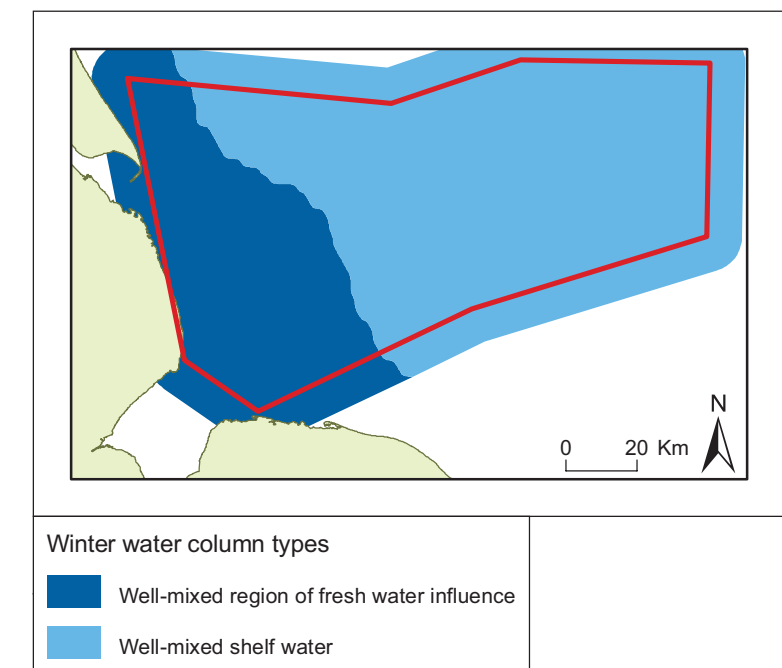 N
0 20 Km
Winter water column types
Well-mixed region of fresh water influence
Well-mixed shelf water